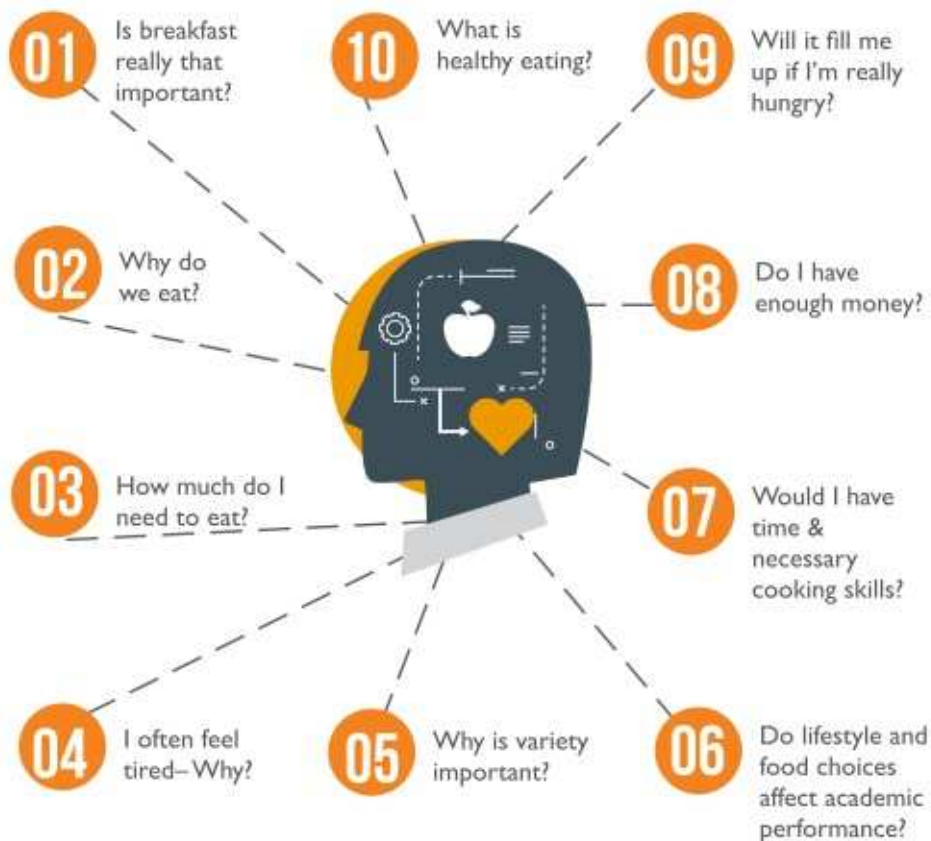 01
Is breakfast
really that
important?
10
What is
healthy eating?
09
Will it fill me
up if I'm really
hungry?
02
Why do
we eat?
08
Do I have
enough money?
03
How much do I
need to eat?
07
Would I have
time &
necessary
cooking skills?
04
I often feel
tired– Why?
05
Why is variety
important?
06
Do lifestyle and
food choices
affect academic
performance?